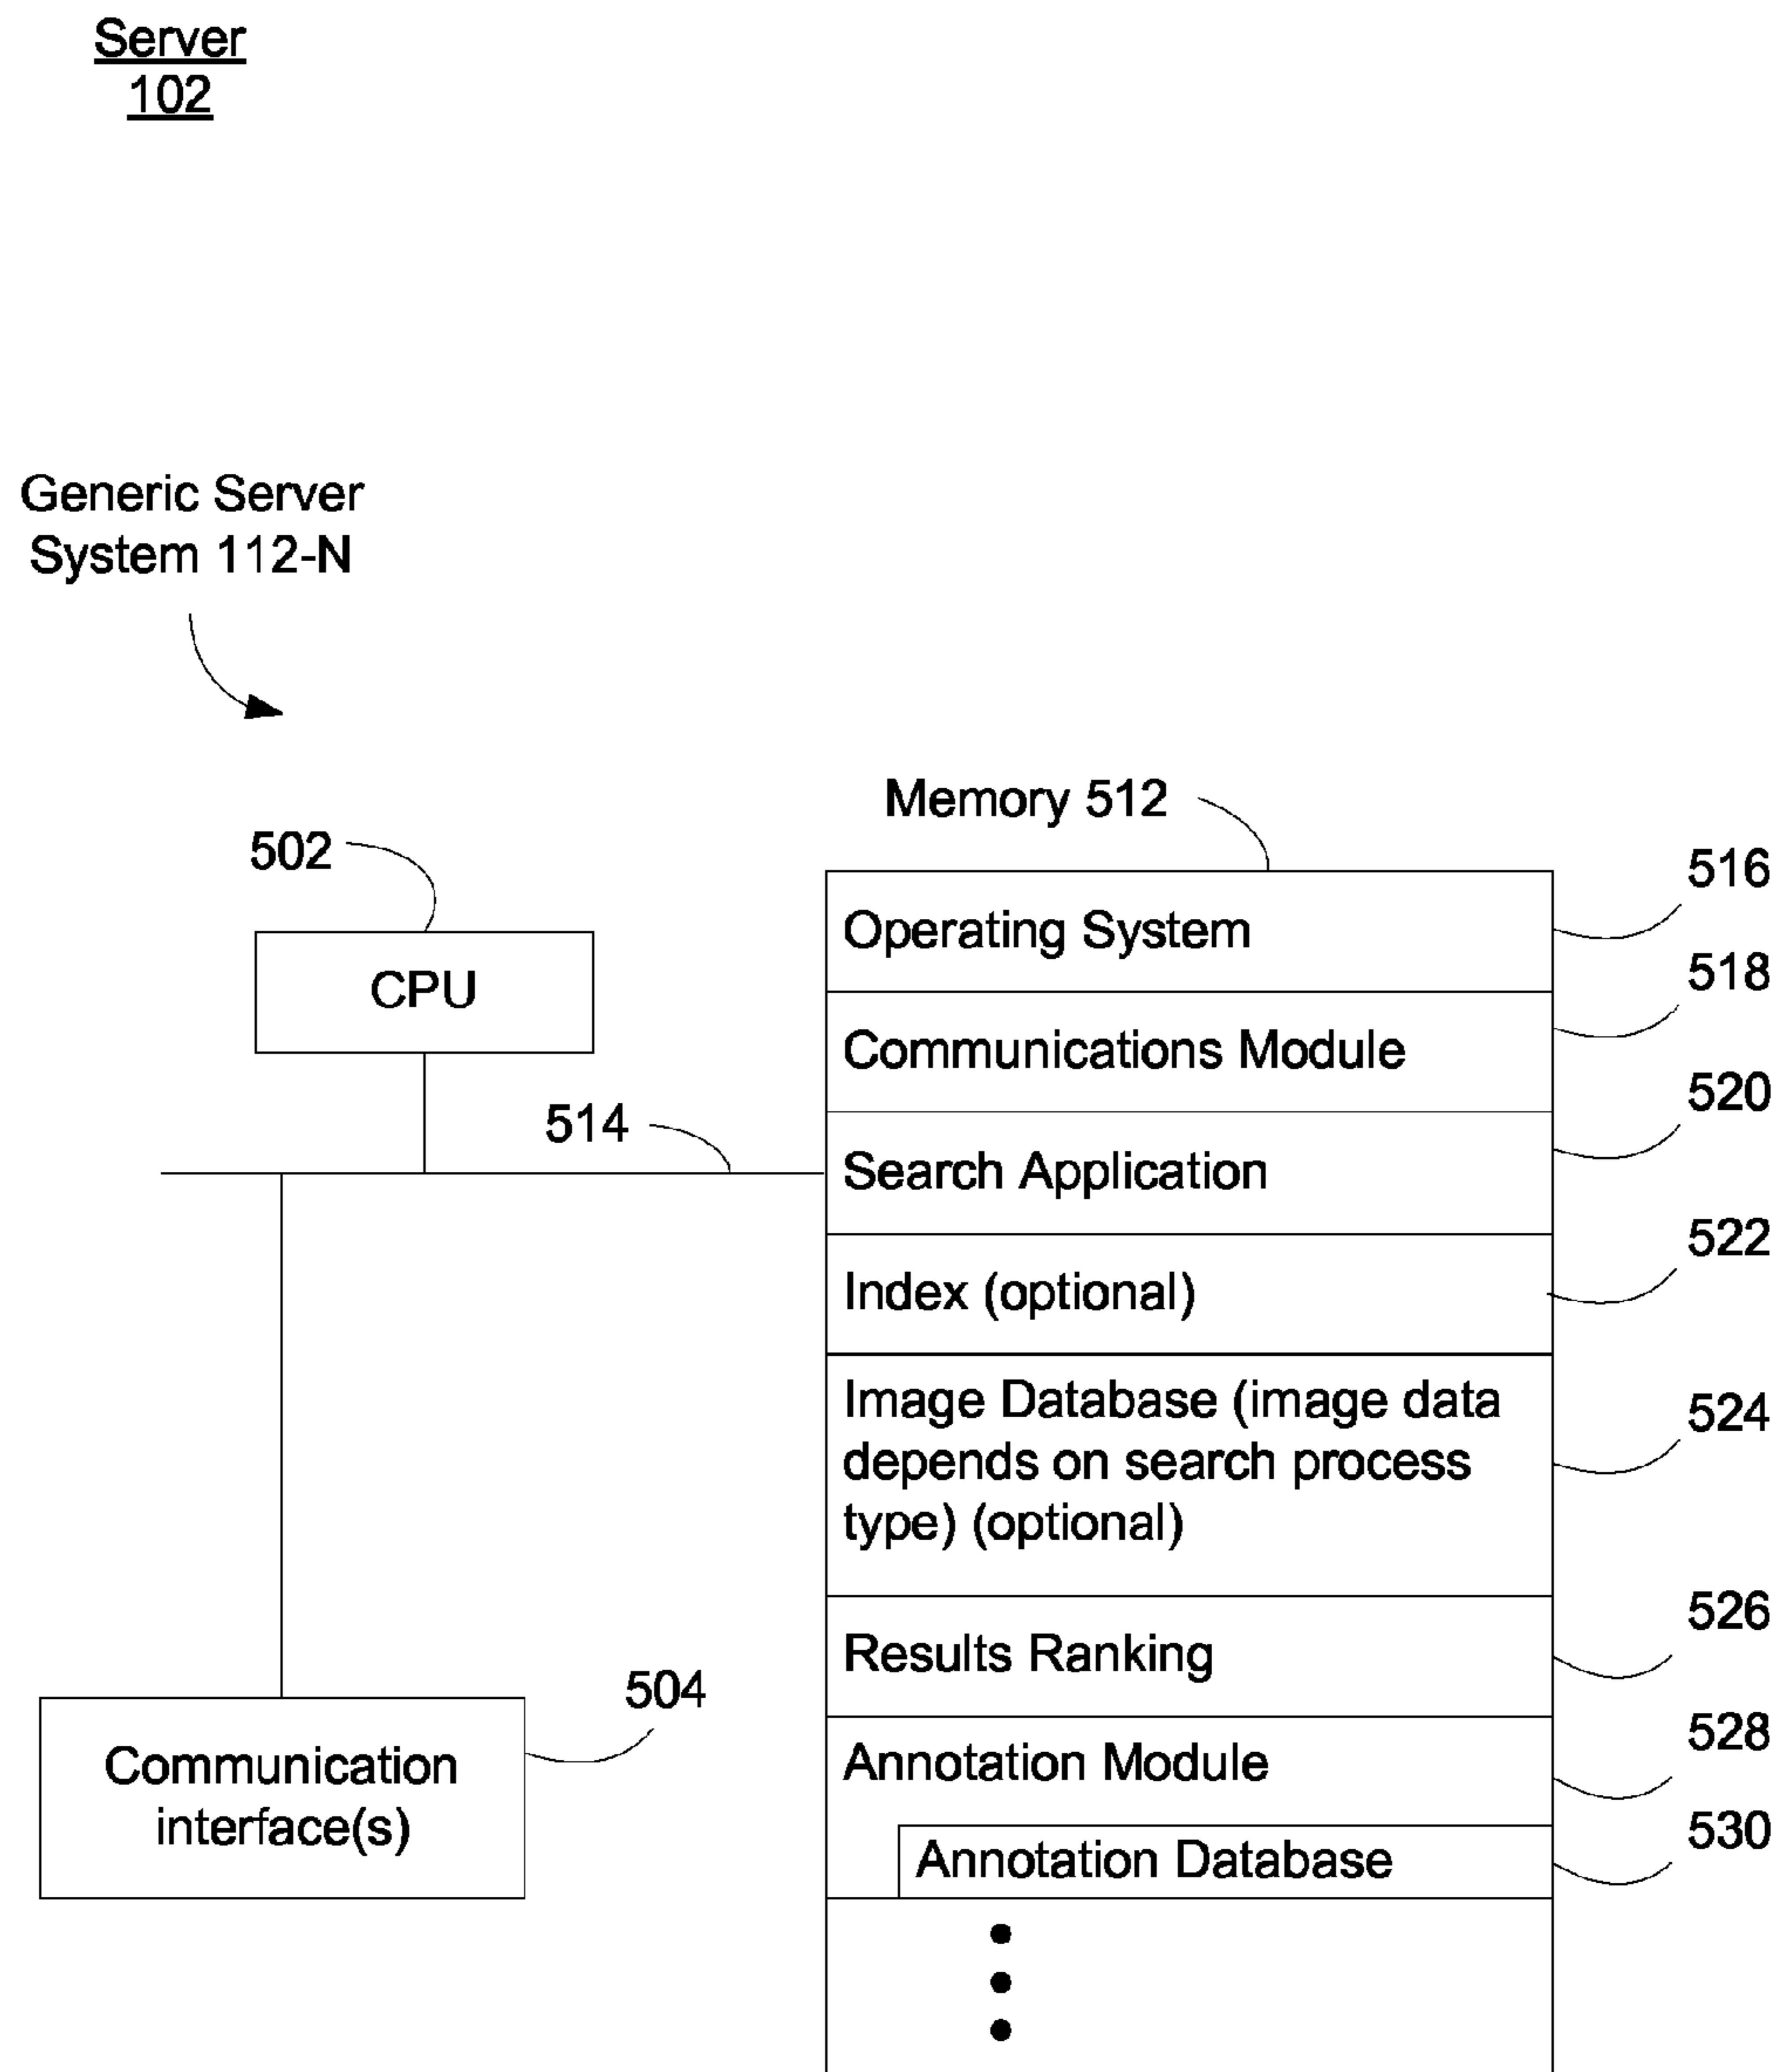 Server
102
Generic Server
System 112-N
Memory 512
502
516
Operating System
CPU
518
Communications Module
514
520
Search Application
522
Index (optional)
524
Image Database (image data
depends on search process
type) (optional)
526
Results Ranking
504
528
Communication
interface(s)
Annotation Module
530
Annotation Database